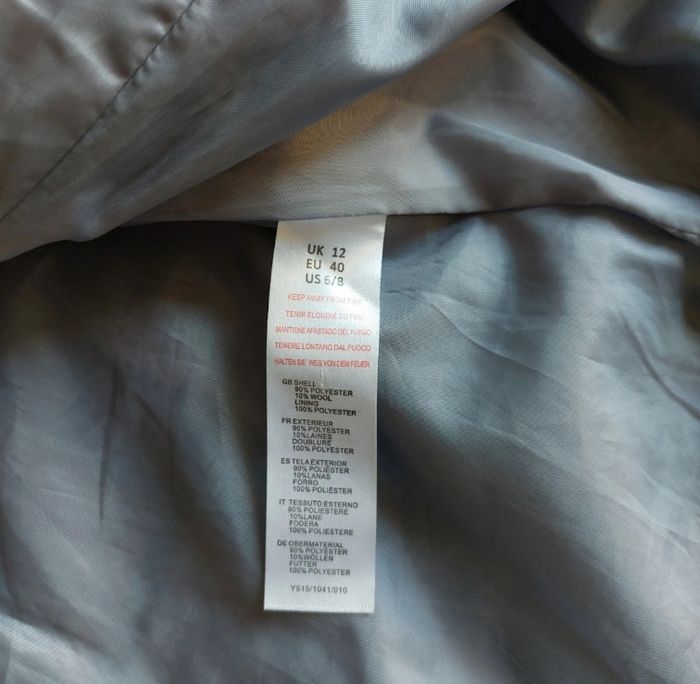 UK 12
EU 40
US 6/8
KEEP AWAY FROM FIRE
TENIR ÉLOIGNÉ DU FEU
MANTIENE AFASTADO DEL FUEGO
TENERE LONTANO DAL FUOCO
HALTEN SIE WEG VON DEM FEUER
GB SHELL
90% POLYESTER
10% WOOL
LINING
100% POLYESTER
FR EXTERIEUR
90% POLYESTER
10%LAINES
DOUBLURE
100% POLYESTER
ES TELA EXTERIOR
90% POLIÉSTER
10%LANAS
FORRO
100% POLIÉSTER
IT TESSUTO ESTERNO
90% POLIESTERE
10%LANE
FODERA
100% POLIESTERE
DE OBERMATERIAL
90% POLYESTER
10%WOLLEN
FUTTER
100% POLYESTER
Y915/1041/010